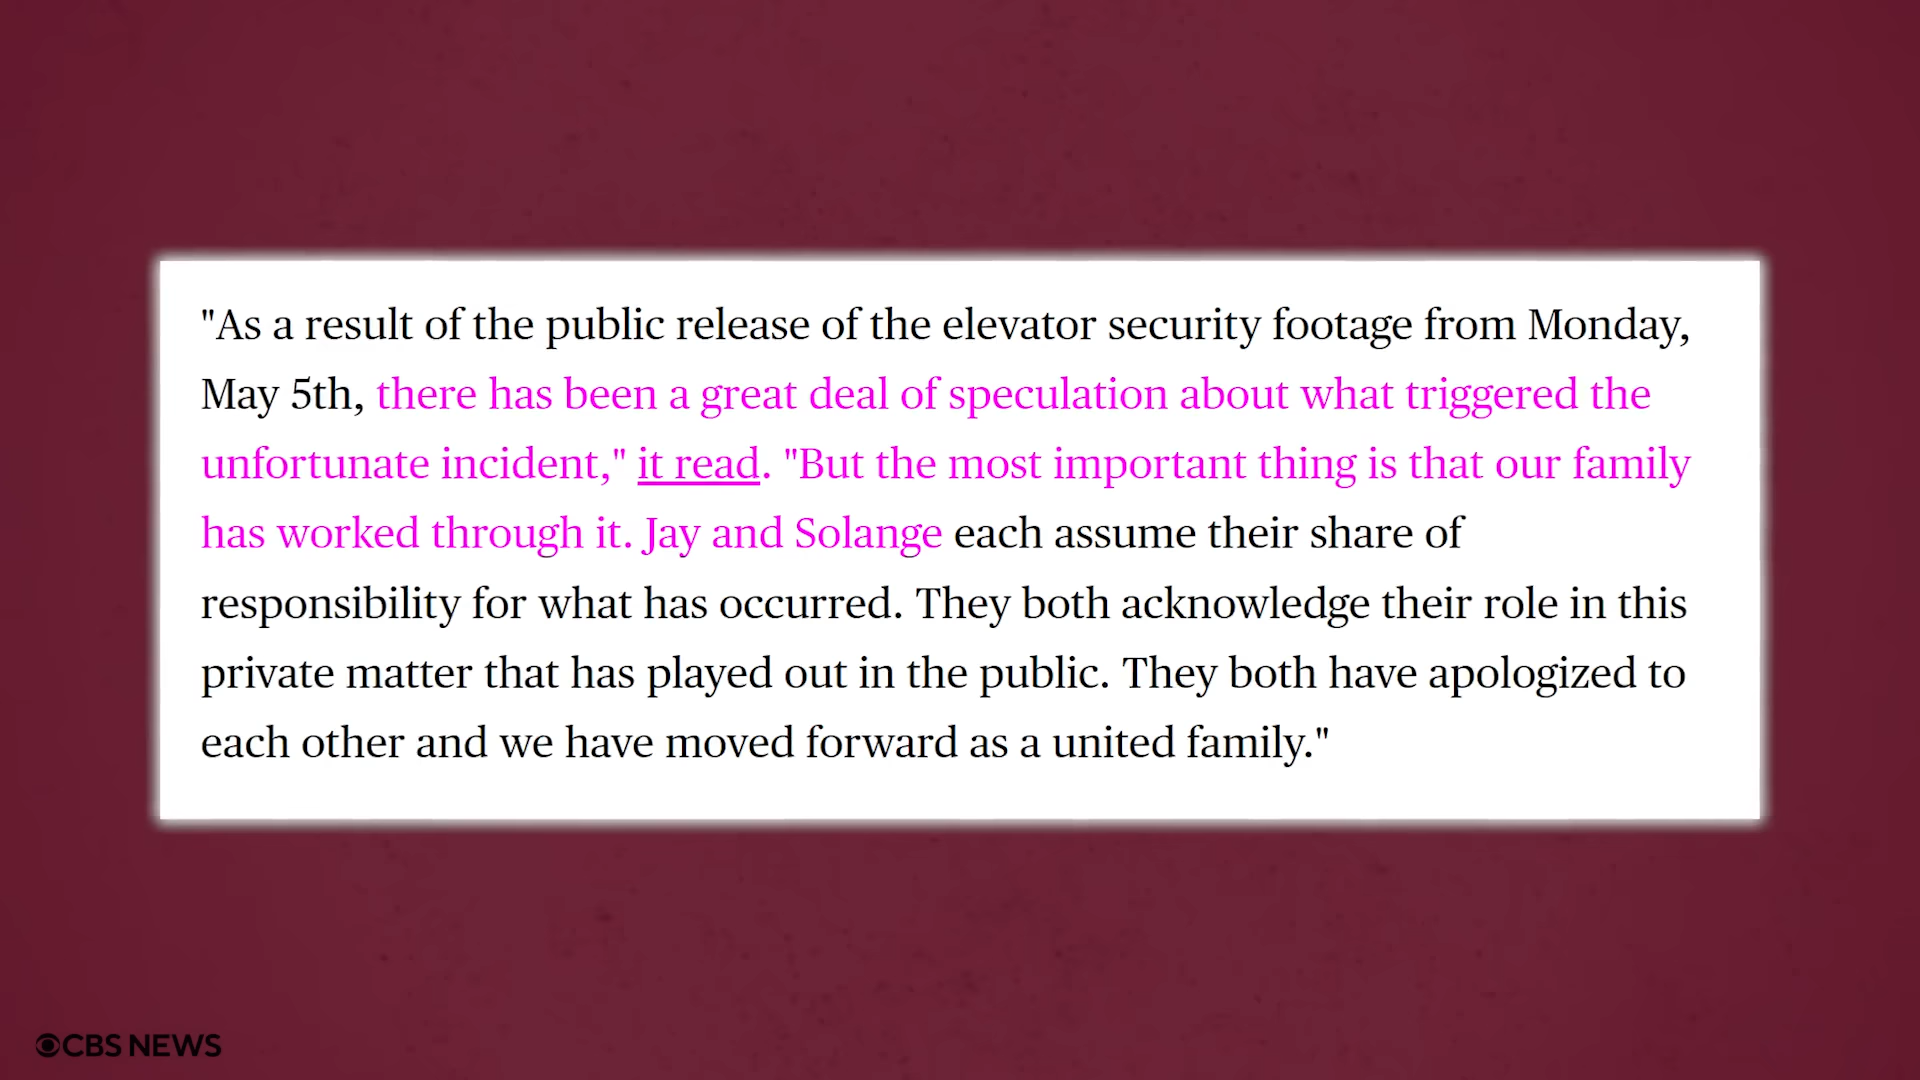 "As a result of the public release of the elevator security footage from Monday,
May 5th, there has been a great deal of speculation about what triggered the
unfortunate incident," it read. "But the most important thing is that our family
has worked through it. Jay and Solange each assume their share of
responsibility for what has occurred. They both acknowledge their role in this
private matter that has played out in the public. They both have apologized to
each other and we have moved forward as a united family."
CBS NEWS